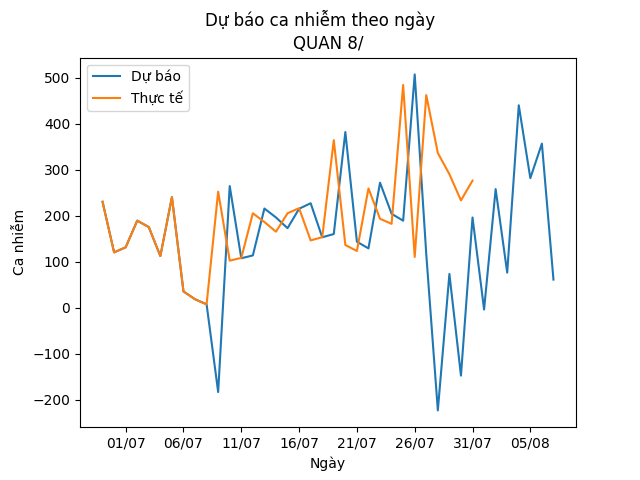 Dự báo ca nhiễm theo ngày
QUAN 8/
Dự báo
Thực tế
Ca nhiễm
500
400
300
200
100
0
−100
−200
01/07
06/07
11/07
16/07
21/07
26/07
31/07
05/08
Ngày